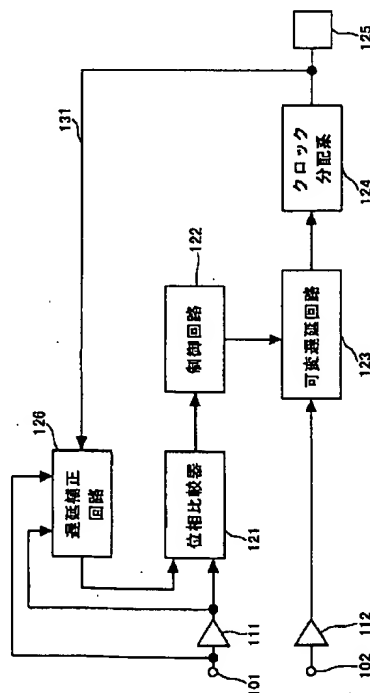 131
126
遅延補正
回路
122
制御回路
位相比較器
121
111
101
クロック
分配系
124
125
可変遅延回路
123
112
102